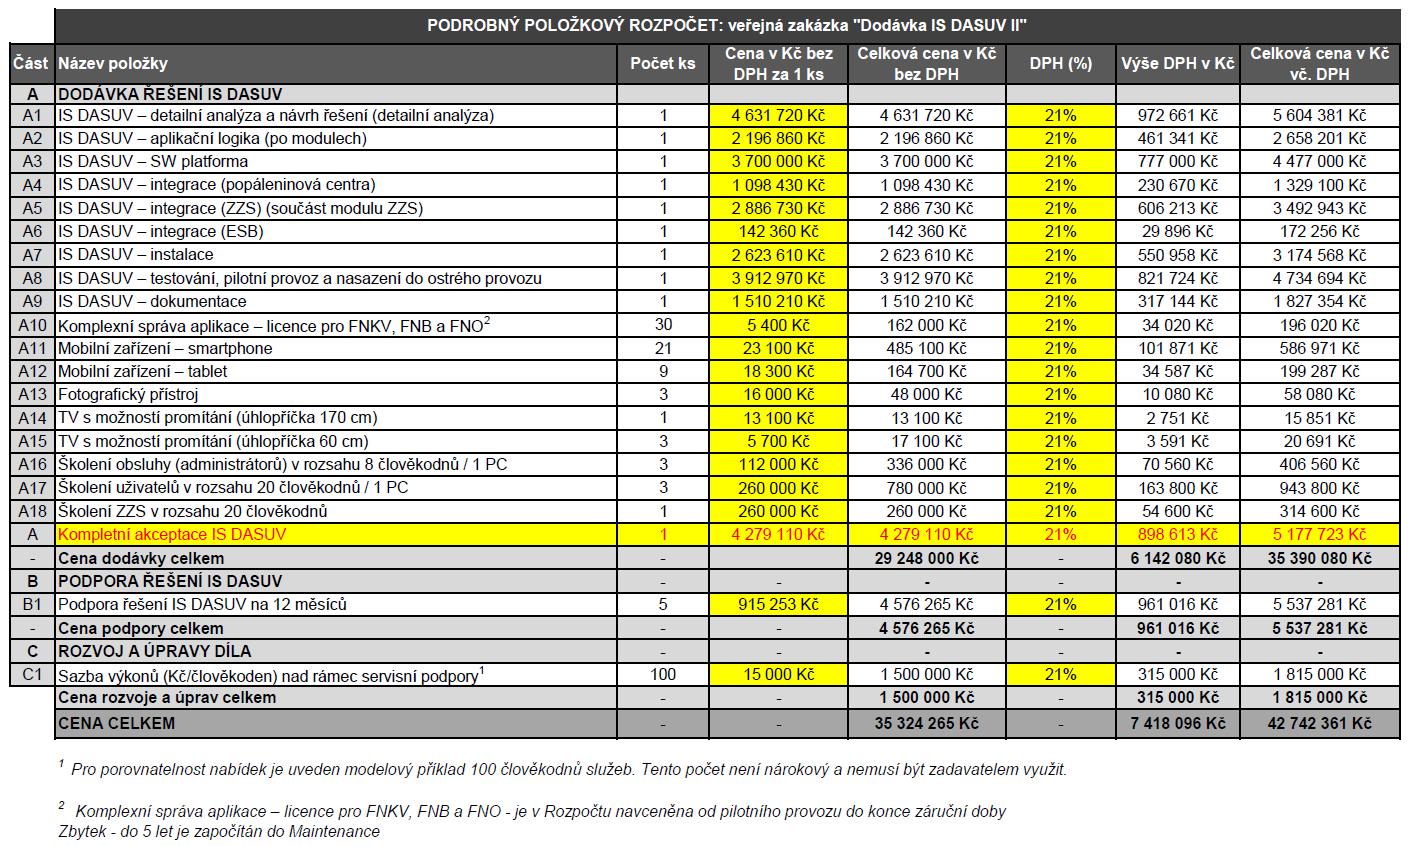 PODROBNÝ POLOŽKOVÝ ROZPOČET: veřejná zakázka "Dodávka IS DASUV II"
Část Název položky Počet ks Cena v Kč bez DPH za 1 ks Celková cena v Kč bez DPH DPH (%) Výše DPH v Kč Celková cena v Kč vč. DPH
A DODÁVKA ŘEŠENÍ IS DASUV
A1 IS DASUV – detailní analýza a návrh řešení (detailní analýza) 1 4 631 720 Kč 4 631 720 Kč 21% 972 661 Kč 5 604 381 Kč
A2 IS DASUV – aplikační logika (po modulech) 1 2 196 860 Kč 2 196 860 Kč 21% 461 341 Kč 2 658 201 Kč
A3 IS DASUV – SW platforma 1 3 700 000 Kč 3 700 000 Kč 21% 777 000 Kč 4 477 000 Kč
A4 IS DASUV – integrace (popáleninová centra) 1 1 098 430 Kč 1 098 430 Kč 21% 230 670 Kč 1 329 100 Kč
A5 IS DASUV – integrace (ZZS) (součást modulu ZZS) 1 2 886 730 Kč 2 886 730 Kč 21% 606 213 Kč 3 492 943 Kč
A6 IS DASUV – integrace (ESB) 1 142 360 Kč 142 360 Kč 21% 29 896 Kč 172 256 Kč
A7 IS DASUV – instalace 1 2 623 610 Kč 2 623 610 Kč 21% 550 958 Kč 3 174 568 Kč
A8 IS DASUV – testování, pilotní provoz a nasazení do ostrého provozu 1 3 912 970 Kč 3 912 970 Kč 21% 821 724 Kč 4 734 694 Kč
A9 IS DASUV – dokumentace 1 1 510 210 Kč 1 510 210 Kč 21% 317 144 Kč 1 827 354 Kč
A10 Komplexní správa aplikace – licence pro FNKV, FNB a FNO2 30 5 400 Kč 162 000 Kč 21% 34 020 Kč 196 020 Kč
A11 Mobilní zařízení – smartphone 21 23 100 Kč 485 100 Kč 21% 101 871 Kč 586 971 Kč
A12 Mobilní zařízení – tablet 9 18 300 Kč 164 700 Kč 21% 34 587 Kč 199 287 Kč
A13 Fotografický přístroj 3 16 000 Kč 48 000 Kč 21% 10 080 Kč 58 080 Kč
A14 TV s možností promítání (úhlopříčka 170 cm) 1 13 100 Kč 13 100 Kč 21% 2 751 Kč 15 851 Kč
A15 TV s možností promítání (úhlopříčka 60 cm) 3 5 700 Kč 17 100 Kč 21% 3 591 Kč 20 691 Kč
A16 Školení obsluhy (administrátorů) v rozsahu 8 člověkodnů / 1 PC 3 112 000 Kč 336 000 Kč 21% 70 560 Kč 406 560 Kč
A17 Školení uživatelů v rozsahu 20 člověkodnů / 1 PC 3 260 000 Kč 780 000 Kč 21% 163 800 Kč 943 800 Kč
A18 Školení ZZS v rozsahu 20 člověkodnů 1 260 000 Kč 260 000 Kč 21% 54 600 Kč 314 600 Kč
A Kompletní akceptace IS DASUV 1 4 279 110 Kč 4 279 110 Kč 21% 898 613 Kč 5 177 723 Kč
- Cena dodávky celkem - - 29 248 000 Kč - 6 142 080 Kč 35 390 080 Kč
B PODPORA ŘEŠENÍ IS DASUV - - - - - -
B1 Podpora řešení IS DASUV na 12 měsíců 5 915 253 Kč 4 576 265 Kč 21% 961 016 Kč 5 537 281 Kč
- Cena podpory celkem - - 4 576 265 Kč - 961 016 Kč 5 537 281 Kč
C ROZVOJ A ÚPRAVY DÍLA - - - - - -
C1 Sazba výkonů (Kč/člověkoden) nad rámec servisní podpory1 100 15 000 Kč 1 500 000 Kč 21% 315 000 Kč 1 815 000 Kč
Cena rozvoje a úprav celkem - - 1 500 000 Kč - 315 000 Kč 1 815 000 Kč
CENA CELKEM - - 35 324 265 Kč - 7 418 096 Kč 42 742 361 Kč
1 Pro porovnatelnost nabídek je uveden modelový příklad 100 člověkodnů služeb. Tento počet není nárokový a nemusí být zadavatelem využit.
2 Komplexní správa aplikace – licence pro FNKV, FNB a FNO - je v Rozpočtu navceněna od pilotního provozu do konce záruční doby
Zbytek - do 5 let je započítán do Maintenance